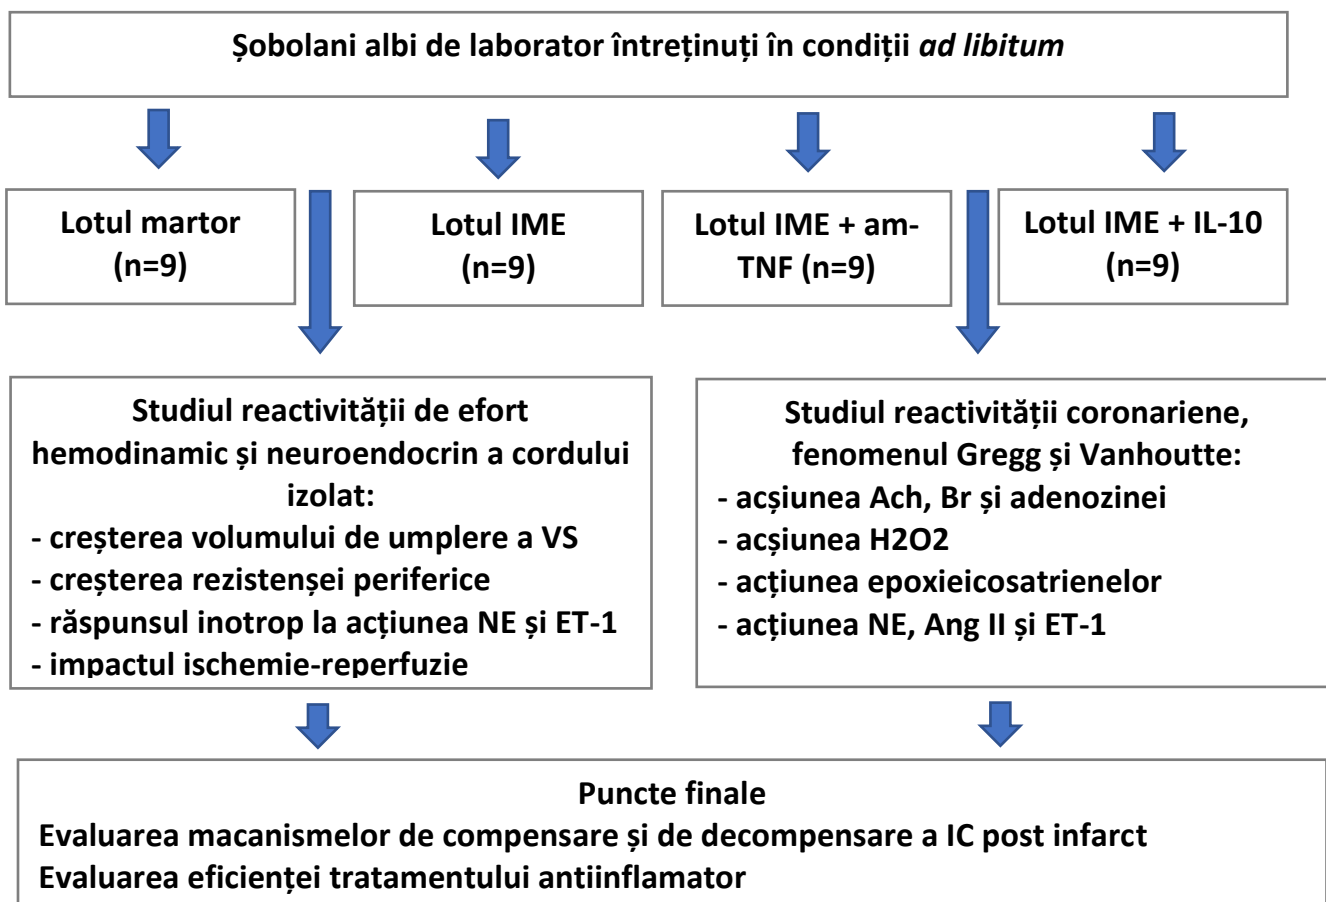 Șobolani albi de laborator întreținuți în condiții ad libitum
Lotul martor
(n=9)
Lotul IME
(n=9)
Lotul IME + am-
TNF (n=9)
Lotul IME + IL-10
(n=9)
Studiul reactivității de efort
hemodinamic și neuroendocrin a cordului
izolat:
- creșterea volumului de umplere a VS
- creșterea rezistenșei periferice
- răspunsul inotrop la acțiunea NE și ET-1
- impactul ischemie-reperfuzie
Studiul reactivității coronariene,
fenomenul Gregg și Vanhoutte:
- acșiunea Ach, Br și adenozinei
- acșiunea H2O2
- acțiunea epoxieicosatrienelor
- acțiunea NE, Ang II și ET-1
Puncte finale
Evaluarea macanismelor de compensare și de decompensare a IC post infarct
Evaluarea eficienței tratamentului antiinflamator